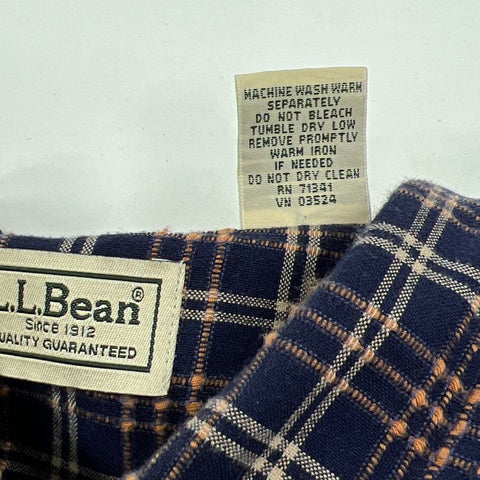 MACHINE WASH WARM
SEPARATELY
DO NOT BLEACH
TUMBLE DRY LOW
REMOVE PROMPTLY
WARM IRON
IF NEEDED
DO NOT DRY CLEAN
RN 71341
VN 03524
L.L.Bean®
Since 1912
QUALITY GUARANTEED